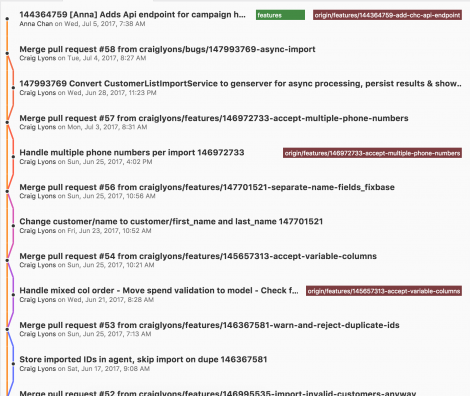 144364759 [Anna] Adds Api endpoint for campaign h... features origin/features/144364759-add-chc-api-endpoint
Anna Chan on Wed, Jul 5, 2017, 7:38 AM
Merge pull request #58 from craiglyons/bugs/147993769-async-import
Craig Lyons on Tue, Jul 4, 2017, 8:27 AM
147993769 Convert CustomerListImportService to genserver for async processing, persist results & show..
Craig Lyons on Wed, Jun 28, 2017, 11:23 PM
Merge pull request #57 from craiglyons/features/146972733-accept-multiple-phone-numbers
Craig Lyons on Mon, Jul 3, 2017, 8:31 AM
Handle multiple phone numbers per import 146972733 origin/features/146972733-accept-multiple-phone-numbers
Craig Lyons on Sun, Jun 25, 2017, 4:02 PM
Merge pull request #56 from craiglyons/features/147701521-separate-name-fields_fixbase
Craig Lyons on Sun, Jun 25, 2017, 10:56 AM
Change customer/name to customer/first_name and last_name 147701521
Craig Lyons on Fri, Jun 23, 2017, 10:52 AM
Merge pull request #54 from craiglyons/features/145657313-accept-variable-columns
Craig Lyons on Sun, Jun 25, 2017, 10:21 AM
Handle mixed col order - Move spend validation to model - Check f... origin/features/145657313-accept-variable-columns
Craig Lyons on Wed, Jun 21, 2017, 8:28 AM
Merge pull request #53 from craiglyons/features/146367581-warn-and-reject-duplicate-ids
Craig Lyons on Sun, Jun 25, 2017, 7:13 AM
Store imported IDs in agent, skip import on dupe 146367581
Craig Lyons on Sat, Jun 17, 2017, 9:08 AM
Merge pull request #52 from craiglyons/features/146995535-import-invalid-customers-anyway